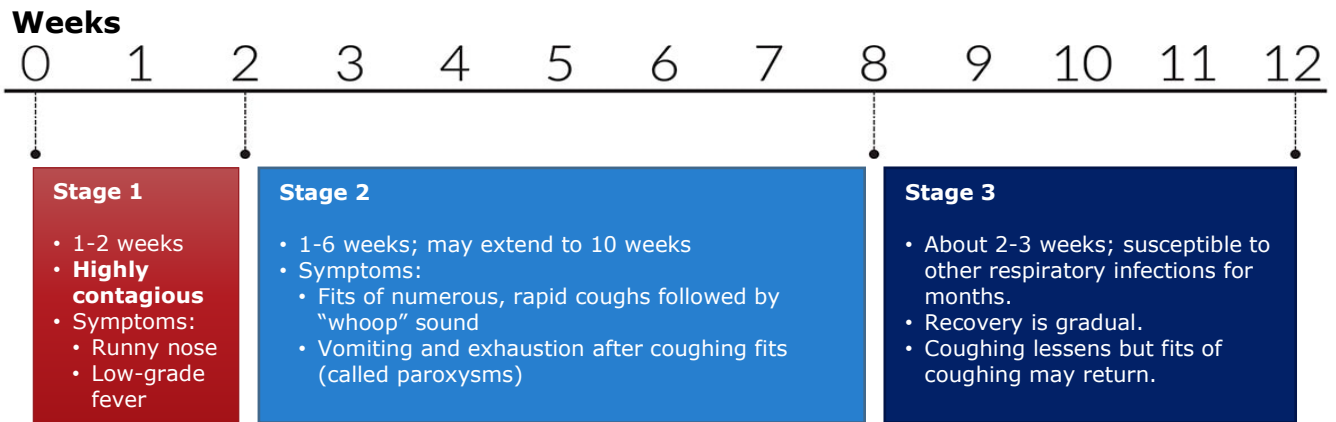 Weeks
0 1 2 3 4 5 6 7 8 9 10 11 12
Stage 1
• 1-2 weeks
• Highly
contagious
• Symptoms:
• Runny nose
• Low-grade
fever
Stage 2
• 1-6 weeks; may extend to 10 weeks
• Symptoms:
• Fits of numerous, rapid coughs followed by
“whoop” sound
• Vomiting and exhaustion after coughing fits
(called paroxysms)
Stage 3
• About 2-3 weeks; susceptible to
other respiratory infections for
months.
• Recovery is gradual.
• Coughing lessens but fits of
coughing may return.